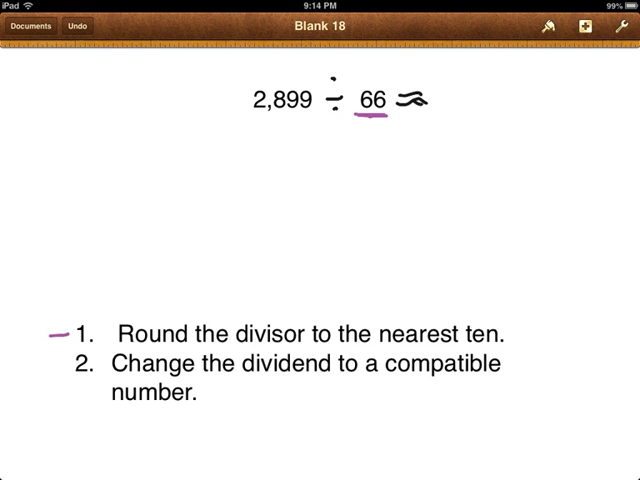 iPad 9:14 PM 99%
Documents Undo Blank 18
2,899 ÷ 66 ≈
1. Round the divisor to the nearest ten.
2. Change the dividend to a compatible
number.